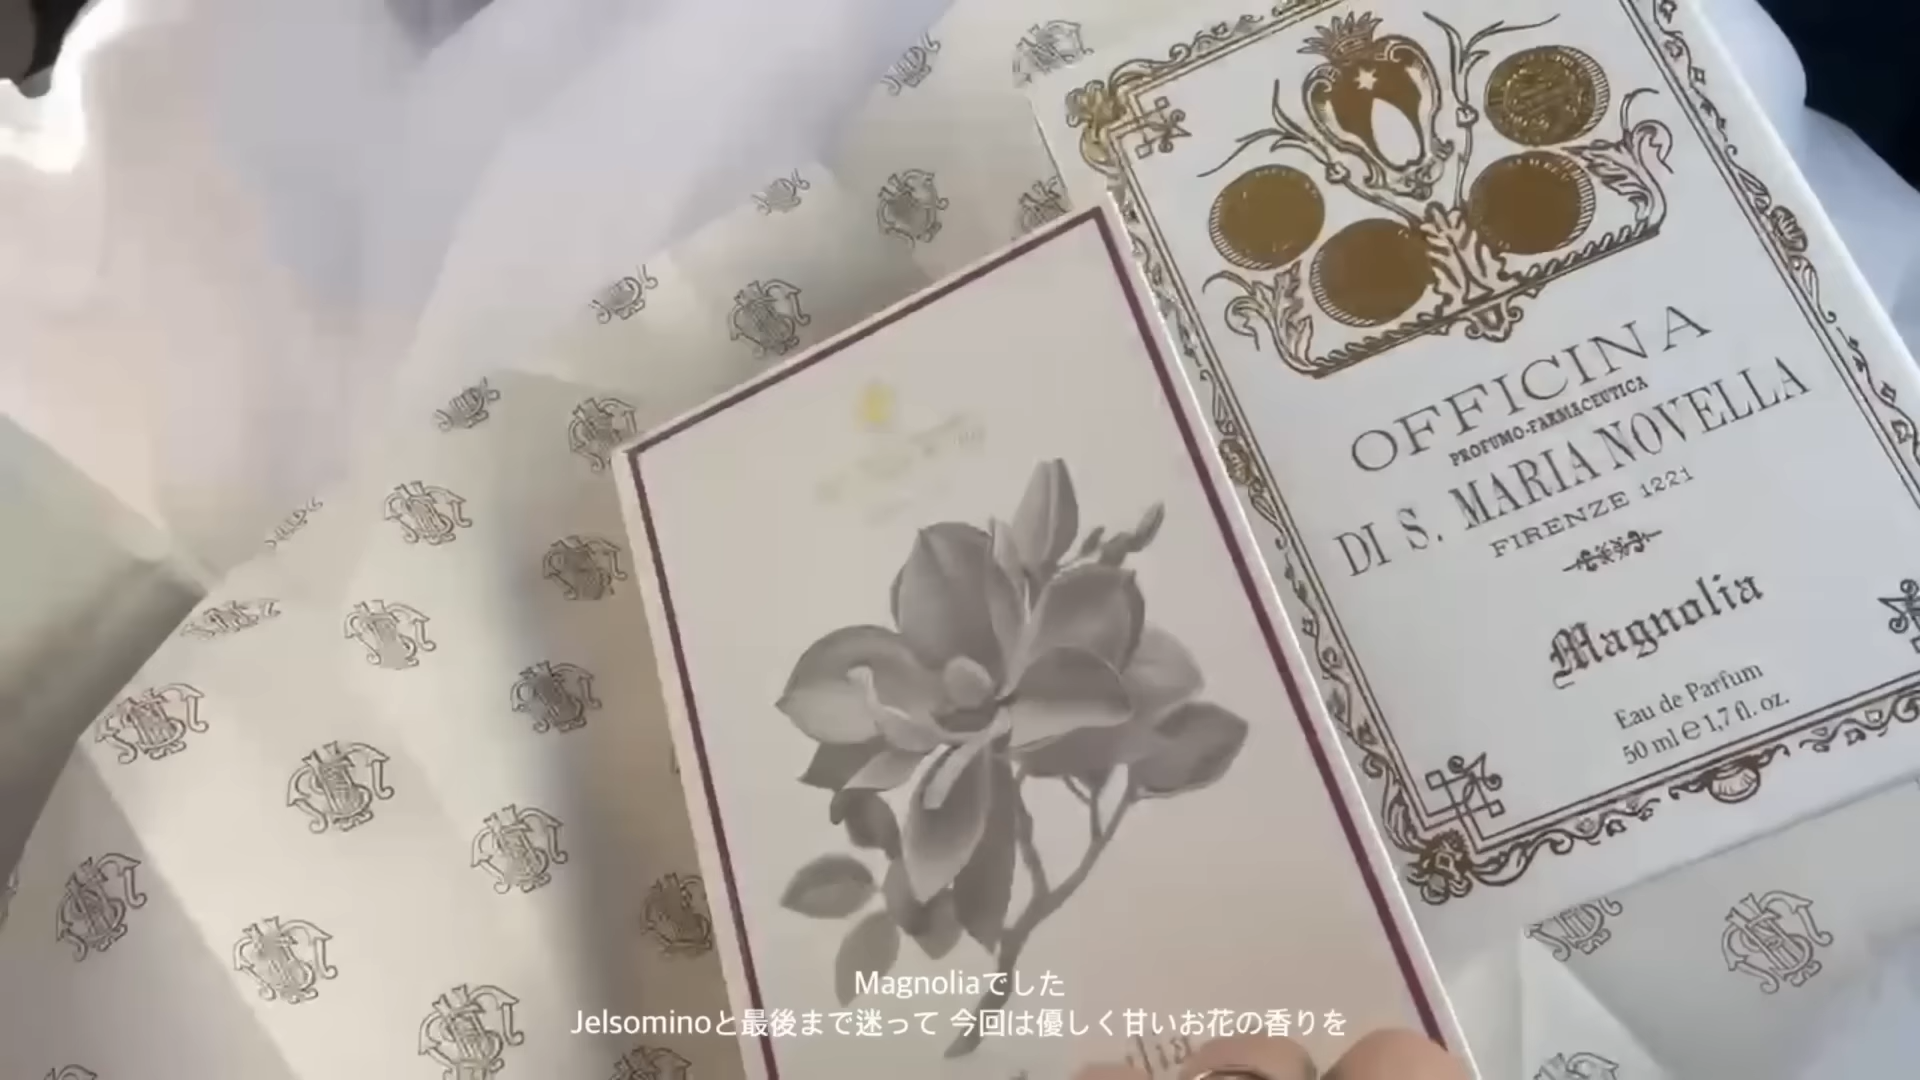 OFFICINA
PROFUMO-FARMACEUTICA
DI S. MARIA NOVELLA
FIRENZE 1221
Magnolia
Eau de Parfum
50 ml e 1,7 fl. oz.
Magnoliaでした
Jelsominoと最後まで迷って 今回は優しく甘いお花の香りを